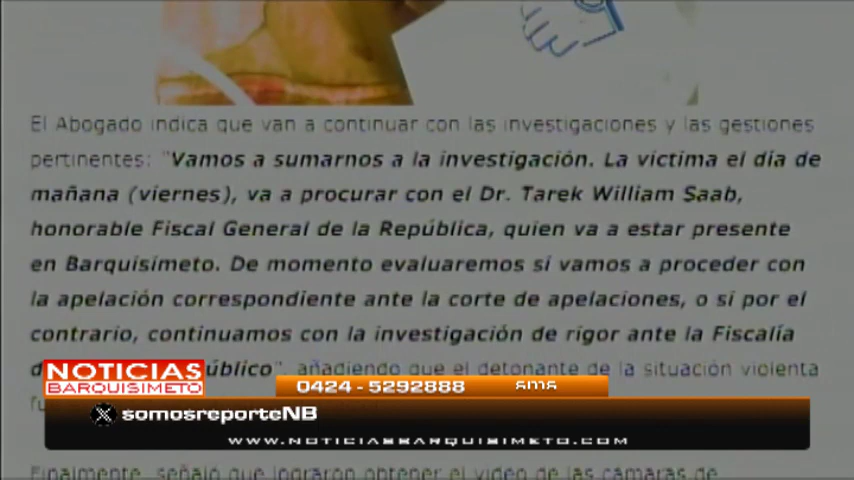 El Abogado indica que van a continuar con las investigaciones y las gestiones
pertinentes: "Vamos a sumarnos a la investigación. La víctima el día de
mañana (viernes), va a procurar con el Dr. Tarek William Saab,
honorable Fiscal General de la República, quien va a estar presente
en Barquisimeto. De momento evaluaremos si vamos a proceder con
la apelación correspondiente ante la corte de apelaciones, o si por el
contrario, continuamos con la investigación de rigor ante la Fiscalía
público", añadiendo que el detonante de la situación violenta
NOTICIAS
BARQUISIMETO
0424 - 5292888 sms
somosreporteNB
WWW.NOTICIASBARQUISIMETO.COM
Finalmente, señaló que lograron obtener el video de las cámaras de